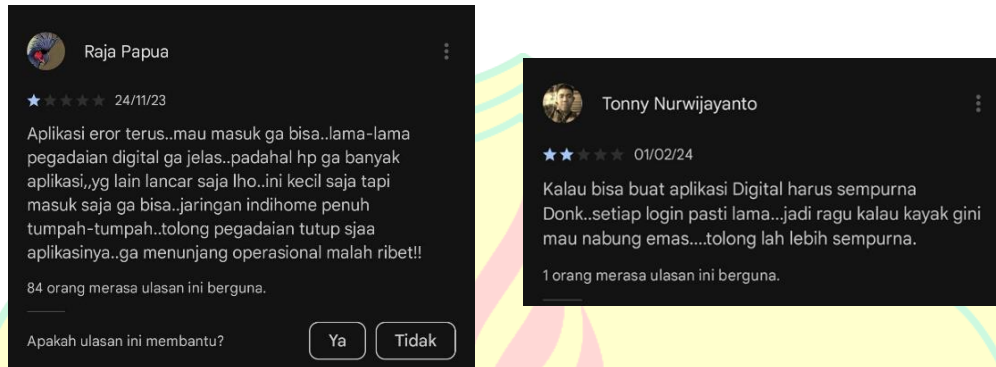 Raja Papua
24/11/23
Aplikasi eror terus..mau masuk ga bisa..lama-lama
pegadaian digital ga jelas..padahal hp ga banyak
aplikasi,,yg lain lancar saja lho..ini kecil saja tapi
masuk saja ga bisa..jaringan indihome penuh
tumpah-tumpah..tolong pegadaian tutup sjaa
aplikasinya..ga menunjang operasional malah ribet!!
84 orang merasa ulasan ini berguna.
Apakah ulasan ini membantu?
Ya
Tidak
Tonny Nurwijayanto
01/02/24
Kalau bisa buat aplikasi Digital harus sempurna
Donk..setiap login pasti lama...jadi ragu kalau kayak gini
mau nabung emas....tolong lah lebih sempurna.
1 orang merasa ulasan ini berguna.